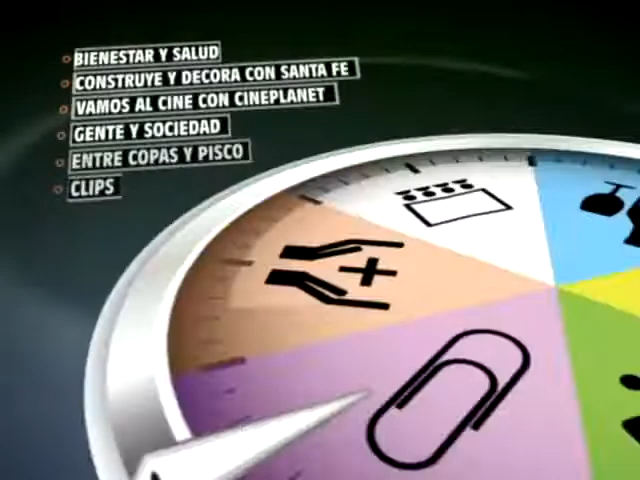 BIENESTAR Y SALUD
CONSTRUYE Y DECORA CON SANTA FE
VAMOS AL CINE CON CINEPLANET
GENTE Y SOCIEDAD
ENTRE COPAS Y PISCO
CLIPS